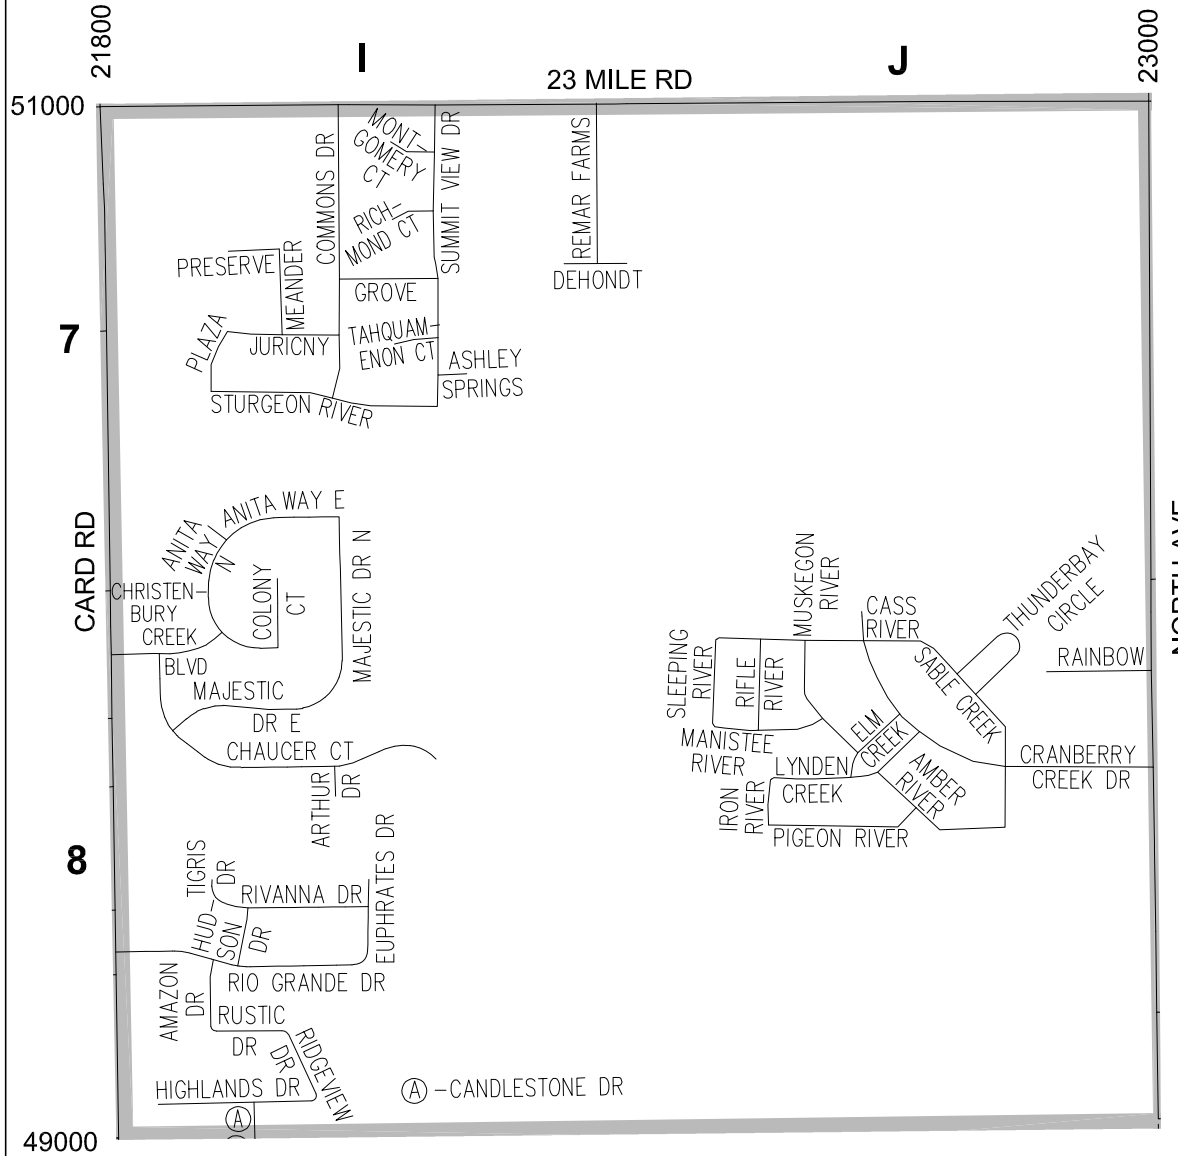 21800
I
J
23000
23 MILE RD
51000
MONT-
GOMERY
CT
COMMONS DR
SUMMIT VIEW DR
REMAR FARMS
RICH-
MOND CT
PRESERVE
MEANDER
DEHONDT
GROVE
7
PLAZA
JURICNY
TAHQUAM-
ENON CT
ASHLEY
SPRINGS
STURGEON RIVER
CARD RD
ANITA WAY E
ANITA
WAY
N
MAJESTIC DR N
COLONY
CT
CHRISTEN-
BURY
CREEK
BLVD
MAJESTIC
DR E
CHAUCER CT
ARTHUR
DR
MUSKEGON
RIVER
CASS
RIVER
THUNDERBAY
CIRCLE
NORTH AVE
RAINBOW
SLEEPING
RIVER
RIFLE
RIVER
SABLE CREEK
ELM
CREEK
MANISTEE
RIVER
LYNDEN
CREEK
AMBER
RIVER
CRANBERRY
CREEK DR
IRON
RIVER
PIGEON RIVER
8
TIGRIS
DR
RIVANNA DR
EUPHRATES DR
HUD-
SON
DR
RIO GRANDE DR
AMAZON
DR
RUSTIC
DR
RIDGEVIEW
DR
HIGHLANDS DR
A
A -CANDLESTONE DR
49000